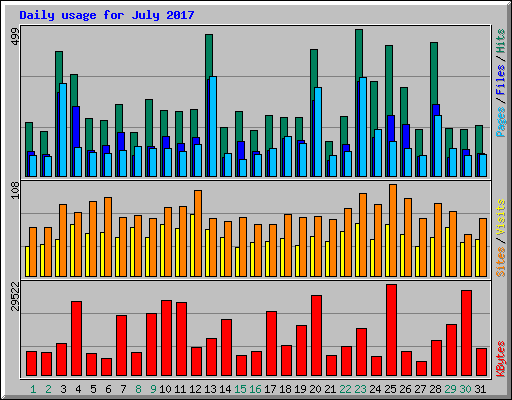 Daily usage for July 2017
499
Pages / Files / Hits
108
Sites / Visits
29522
KBytes
1 2 3 4 5 6 7 8 9 10 11 12 13 14 15 16 17 18 19 20 21 22 23 24 25 26 27 28 29 30 31